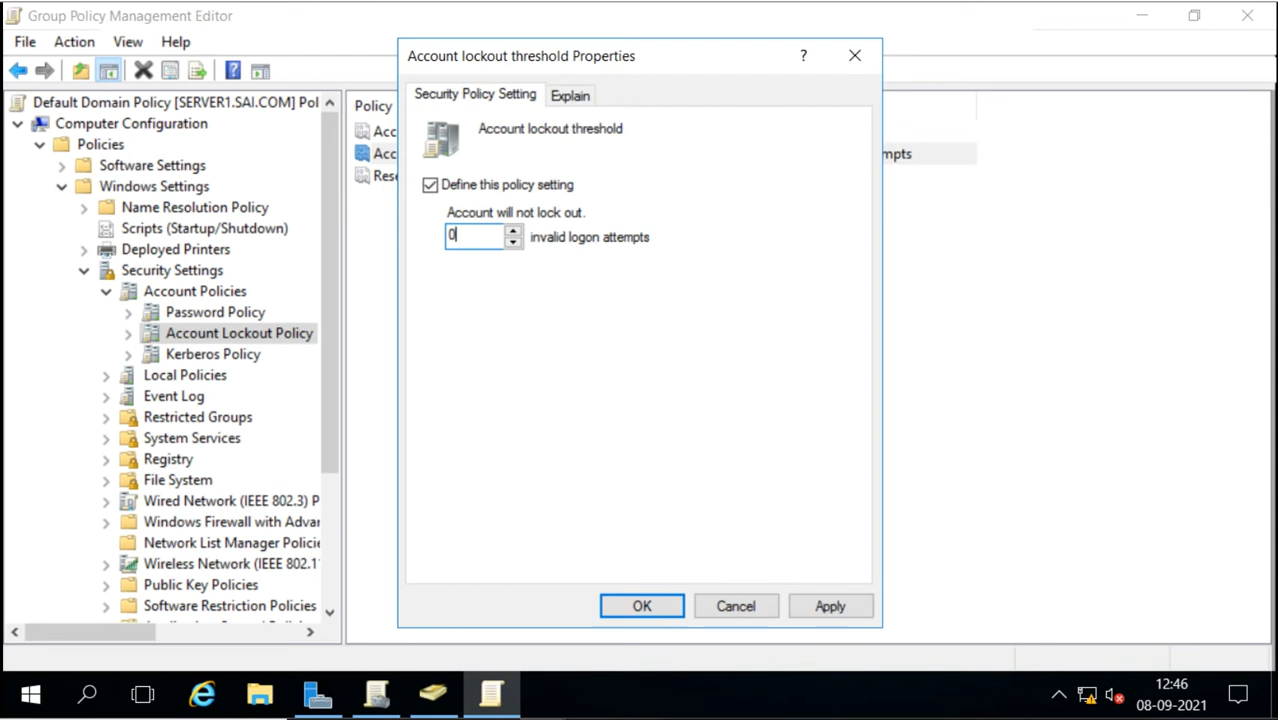 Group Policy Management Editor
File Action View Help
Default Domain Policy [SERVER1.SAI.COM] Pol
Computer Configuration
Policies
Software Settings
Windows Settings
Name Resolution Policy
Scripts (Startup/Shutdown)
Deployed Printers
Security Settings
Account Policies
Password Policy
Account Lockout Policy
Kerberos Policy
Local Policies
Event Log
Restricted Groups
System Services
Registry
File System
Wired Network (IEEE 802.3) P
Windows Firewall with Advar
Network List Manager Policie
Wireless Network (IEEE 802.1
Public Key Policies
Software Restriction Policies
Policy
Acc
Acc
mpts
Rese
Account lockout threshold Properties
?
Security Policy Setting
Explain
Account lockout threshold
Define this policy setting
Account will not lock out.
0 invalid logon attempts
OK Cancel Apply
12:46
08-09-2021